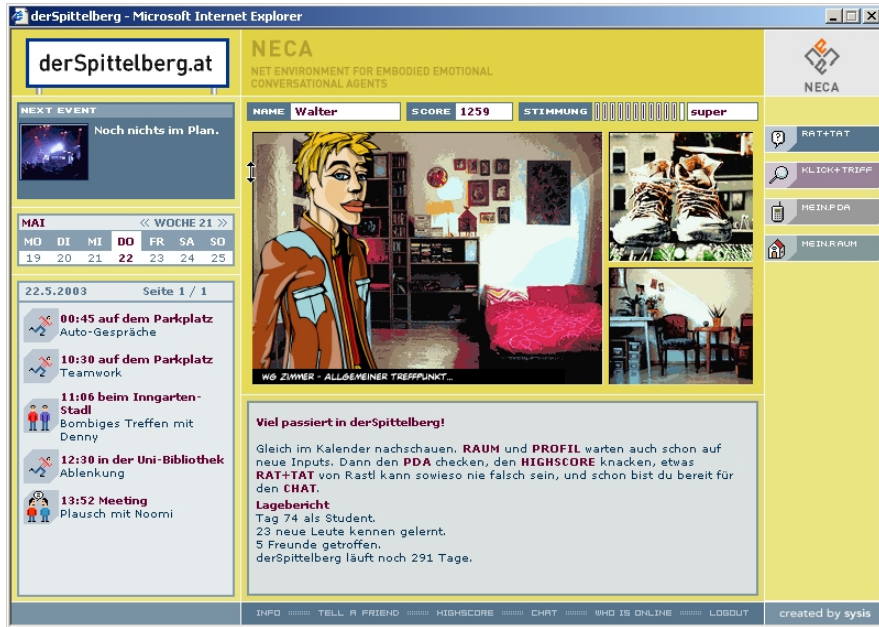 derSpittelberg - Microsoft Internet Explorer
derSpittelberg.at
NECA
NET ENVIRONMENT FOR EMBODIED EMOTIONAL
CONVERSATIONAL AGENTS
NECA
NEXT EVENT
Noch nichts im Plan.
NAME Walter SCORE 1259 STIMMUNG super
RAT+TAT
KLICK+TRIFF
MEIN.PDA
MEIN.RAUM
MAI « WOCHE 21 »
MO DI MI DO FR SA SO
19 20 21 22 23 24 25
22.5.2003 Seite 1 / 1
00:45 auf dem Parkplatz
Auto-Gespräche
10:30 auf dem Parkplatz
Teamwork
11:06 beim Inngarten-
Stadl
Bombiges Treffen mit
Denny
12:30 in der Uni-Bibliothek
Ablenkung
13:52 Meeting
Plausch mit Noomi
WG ZIMMER - ALLGEMEINER TREFFPUNKT...
Viel passiert in derSpittelberg!
Gleich im Kalender nachschauen. RAUM und PROFIL warten auch schon auf
neue Inputs. Dann den PDA checken, den HIGHSCORE knacken, etwas
RAT+TAT von Rastl kann sowieso nie falsch sein, und schon bist du bereit für
den CHAT.
Lagebericht
Tag 74 als Student.
23 neue Leute kennen gelernt.
5 Freunde getroffen.
derSpittelberg läuft noch 291 Tage.
INFO TELL A FRIEND HIGHSCORE CHAT WHO IS ONLINE LOGOUT
created by sysis